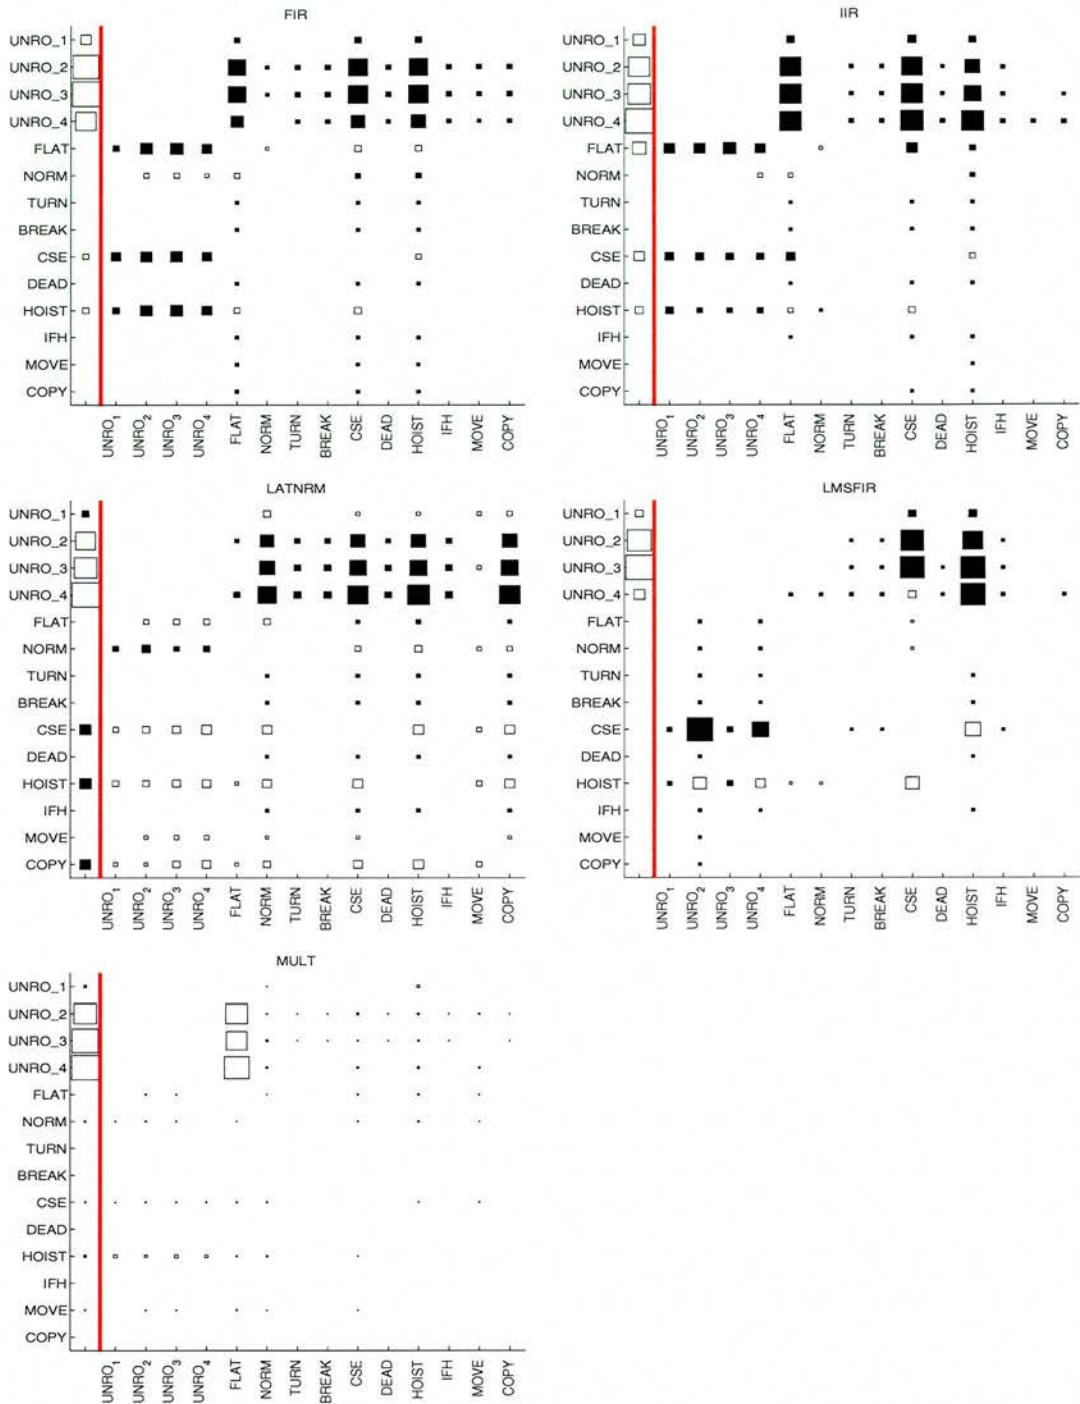 FIR
UNRO_1
UNRO_2
UNRO_3
UNRO_4
FLAT
NORM
TURN
BREAK
CSE
DEAD
HOIST
IFH
MOVE
COPY
UNRO1 UNRO2 UNRO3 UNRO4 FLAT NORM TURN BREAK CSE DEAD HOIST IFH MOVE COPY
IIR
UNRO_1
UNRO_2
UNRO_3
UNRO_4
FLAT
NORM
TURN
BREAK
CSE
DEAD
HOIST
IFH
MOVE
COPY
UNRO1 UNRO2 UNRO3 UNRO4 FLAT NORM TURN BREAK CSE DEAD HOIST IFH MOVE COPY
LATNRM
UNRO_1
UNRO_2
UNRO_3
UNRO_4
FLAT
NORM
TURN
BREAK
CSE
DEAD
HOIST
IFH
MOVE
COPY
UNRO1 UNRO2 UNRO3 UNRO4 FLAT NORM TURN BREAK CSE DEAD HOIST IFH MOVE COPY
LMSFIR
UNRO_1
UNRO_2
UNRO_3
UNRO_4
FLAT
NORM
TURN
BREAK
CSE
DEAD
HOIST
IFH
MOVE
COPY
UNRO1 UNRO2 UNRO3 UNRO4 FLAT NORM TURN BREAK CSE DEAD HOIST IFH MOVE COPY
MULT
UNRO_1
UNRO_2
UNRO_3
UNRO_4
FLAT
NORM
TURN
BREAK
CSE
DEAD
HOIST
IFH
MOVE
COPY
UNRO1 UNRO2 UNRO3 UNRO4 FLAT NORM TURN BREAK CSE DEAD HOIST IFH MOVE COPY